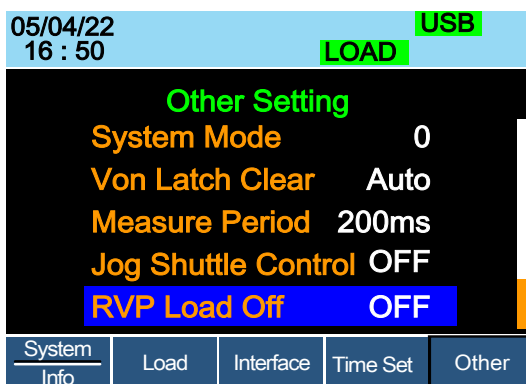 05/04/22 USB
16 : 50 LOAD
Other Setting
System Mode 0
Von Latch Clear Auto
Measure Period 200ms
Jog Shuttle Control OFF
RVP Load Off OFF
System
Info
Load
Interface
Time Set
Other